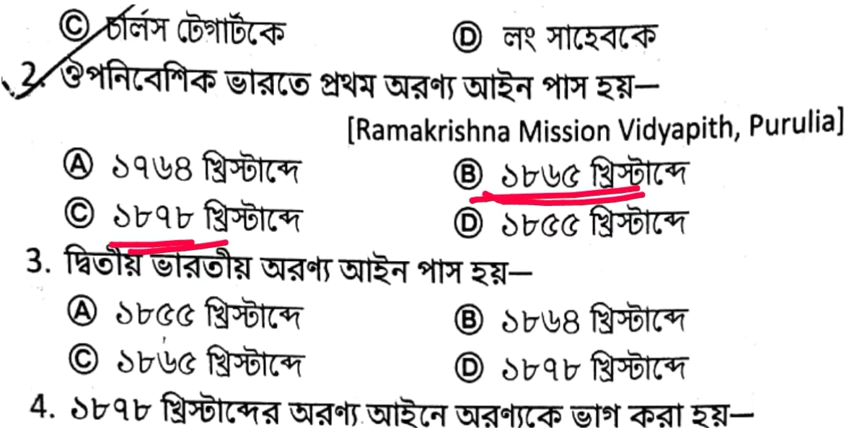 Ⓒ চার্লস টেগার্টকে Ⓓ লং সাহেবকে
2. ঔপনিবেশিক ভারতে প্রথম অরণ্য আইন পাস হয়—
[Ramakrishna Mission Vidyapith, Purulia]
Ⓐ ১৭৬৪ খ্রিস্টাব্দে Ⓑ ১৮৬৫ খ্রিস্টাব্দে
Ⓒ ১৮৭৮ খ্রিস্টাব্দে Ⓓ ১৮৫৫ খ্রিস্টাব্দে
3. দ্বিতীয় ভারতীয় অরণ্য আইন পাস হয়—
Ⓐ ১৮৫৫ খ্রিস্টাব্দে Ⓑ ১৮৬৪ খ্রিস্টাব্দে
Ⓒ ১৮৬৫ খ্রিস্টাব্দে Ⓓ ১৮৭৮ খ্রিস্টাব্দে
4. ১৮৭৮ খ্রিস্টাব্দের অরণ্য আইনে অরণ্যকে ভাগ করা হয়—